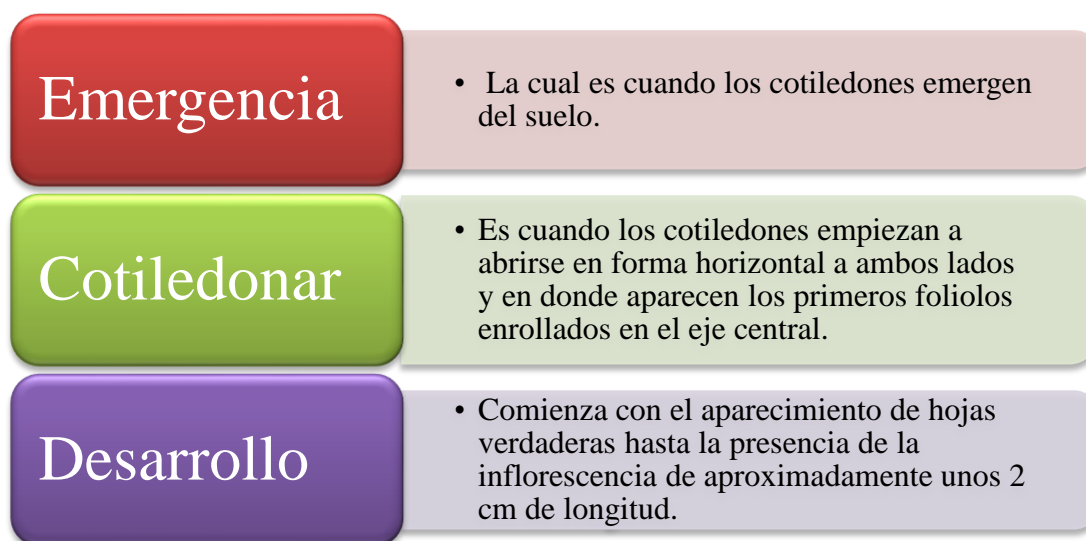 Emergencia
• La cual es cuando los cotiledones emergen
del suelo.
Cotiledonar
• Es cuando los cotiledones empiezan a
abrirse en forma horizontal a ambos lados
y en donde aparecen los primeros foliolos
enrollados en el eje central.
Desarrollo
• Comienza con el aparecimiento de hojas
verdaderas hasta la presencia de la
inflorescencia de aproximadamente unos 2
cm de longitud.